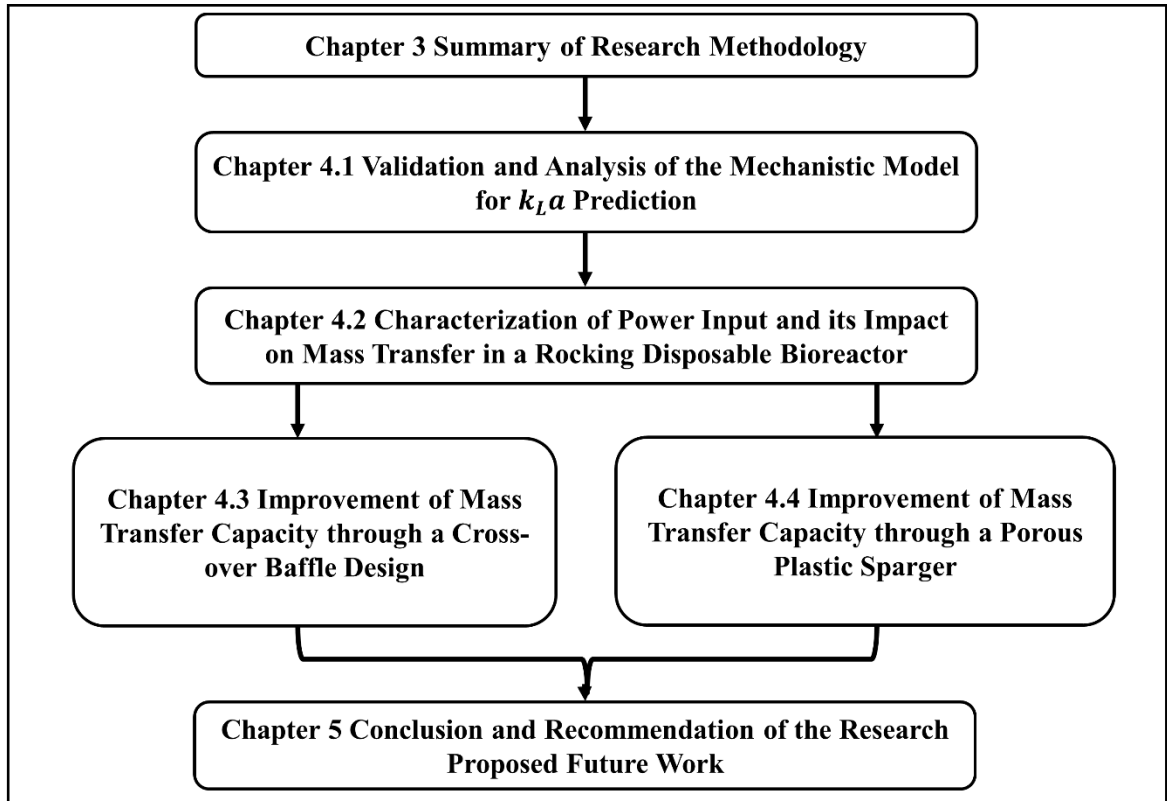 Chapter 3 Summary of Research Methodology
Chapter 4.1 Validation and Analysis of the Mechanistic Model
for k_L a Prediction
Chapter 4.2 Characterization of Power Input and its Impact
on Mass Transfer in a Rocking Disposable Bioreactor
Chapter 4.3 Improvement of Mass
Transfer Capacity through a Cross-
over Baffle Design
Chapter 4.4 Improvement of Mass
Transfer Capacity through a Porous
Plastic Sparger
Chapter 5 Conclusion and Recommendation of the Research
Proposed Future Work